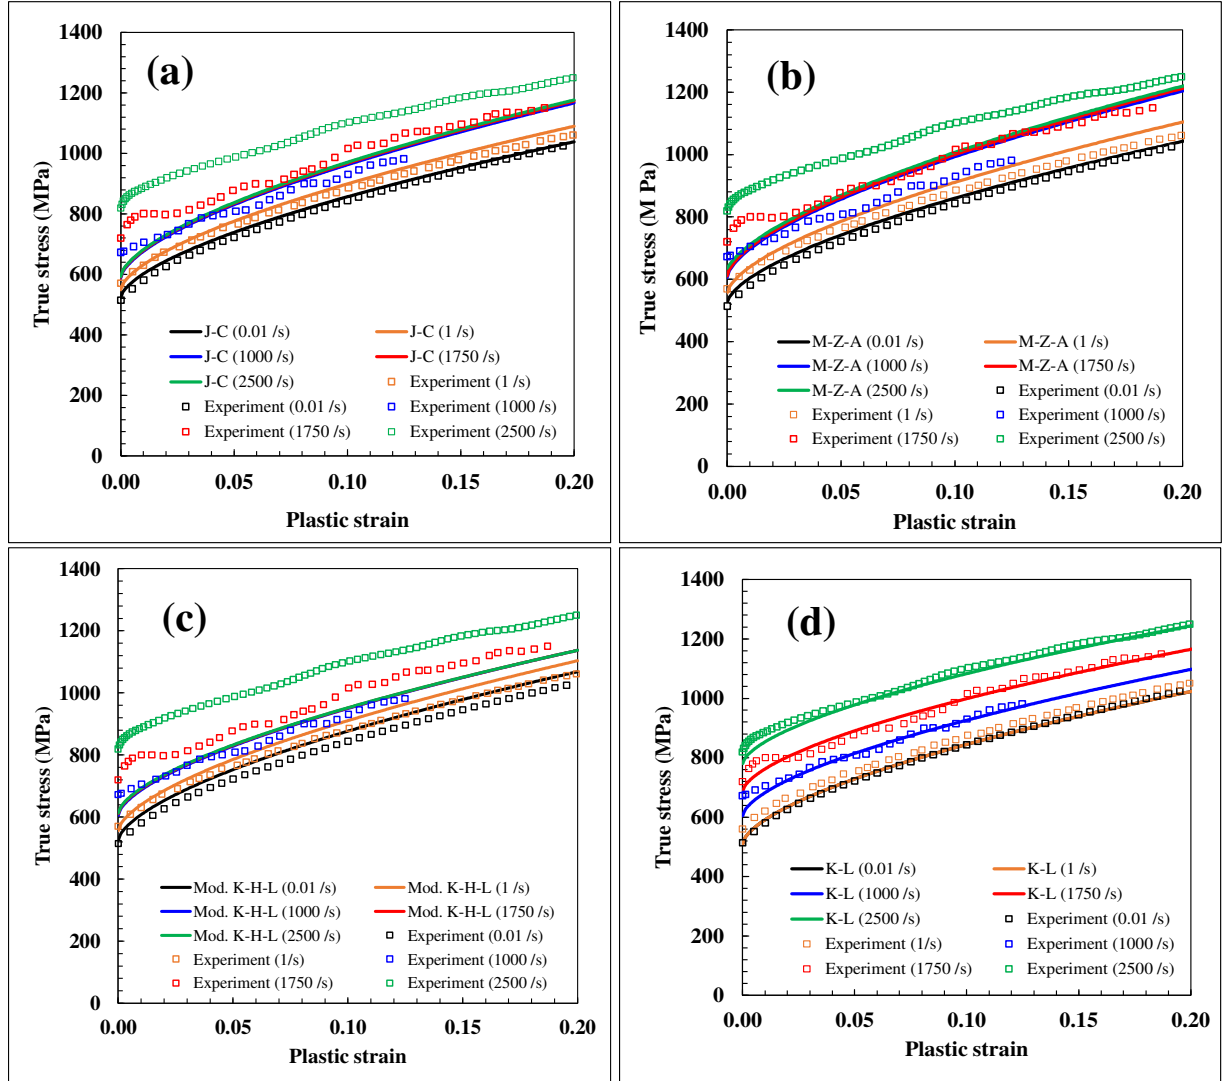 (a)
True stress (MPa)
1400
1200
1000
800
600
400
200
0
J-C (0.01 /s)
J-C (1 /s)
J-C (1000 /s)
J-C (1750 /s)
J-C (2500 /s)
Experiment (1 /s)
Experiment (0.01 /s)
Experiment (1000 /s)
Experiment (1750 /s)
Experiment (2500 /s)
0.00 0.05 0.10 0.15 0.20
Plastic strain
(b)
True stress (M Pa)
1400
1200
1000
800
600
400
200
0
M-Z-A (0.01 /s)
M-Z-A (1 /s)
M-Z-A (1000 /s)
M-Z-A (1750 /s)
M-Z-A (2500 /s)
Experiment (0.01 /s)
Experiment (1 /s)
Experiment (1000 /s)
Experiment (1750 /s)
Experiment (2500 /s)
0.00 0.05 0.10 0.15 0.20
Plastic strain
(c)
True stress (MPa)
1400
1200
1000
800
600
400
200
0
Mod. K-H-L (0.01 /s)
Mod. K-H-L (1 /s)
Mod. K-H-L (1000 /s)
Mod. K-H-L (1750 /s)
Mod. K-H-L (2500 /s)
Experiment (0.01 /s)
Experiment (1/s)
Experiment (1000 /s)
Experiment (1750 /s)
Experiment (2500 /s)
0.00 0.05 0.10 0.15 0.20
Plastic strain
(d)
True stress (MPa)
1400
1200
1000
800
600
400
200
0
K-L (0.01 /s)
K-L (1 /s)
K-L (1000 /s)
K-L (1750 /s)
K-L (2500 /s)
Experiment (0.01 /s)
Experiment (1/s)
Experiment (1000 /s)
Experiment (1750 /s)
Experiment (2500 /s)
0.00 0.05 0.10 0.15 0.20
Plastic strain